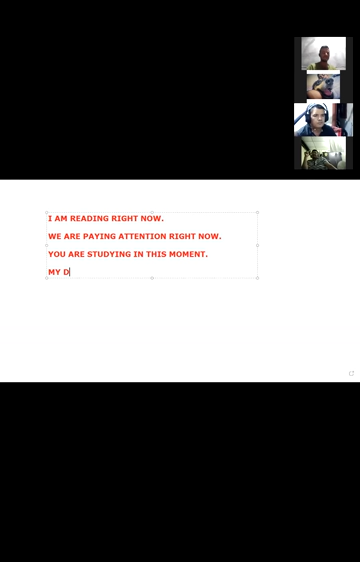 I AM READING RIGHT NOW.
WE ARE PAYING ATTENTION RIGHT NOW.
YOU ARE STUDYING IN THIS MOMENT.
MY D